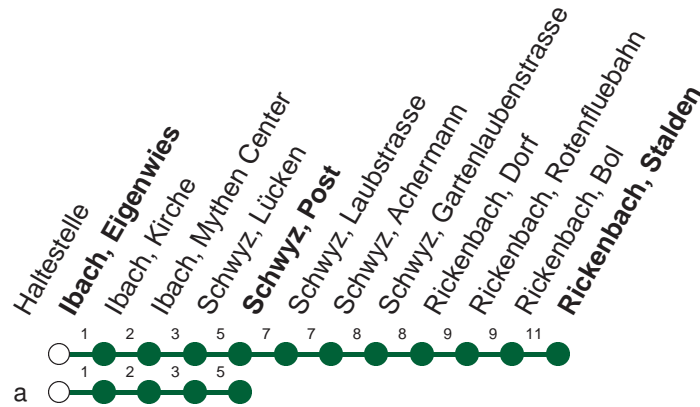 Haltestelle
Ibach, Eigenwies
Ibach, Kirche
Ibach, Mythen Center
Schwyz, Lücken
Schwyz, Post
Schwyz, Laubstrasse
Schwyz, Achermann
Schwyz, Gartenlaubenstrasse
Rickenbach, Dorf
Rickenbach, Rotenfluebahn
Rickenbach, Bol
Rickenbach, Stalden
1 2 3 5 7 7 8 8 9 9 11
a 1 2 3 5